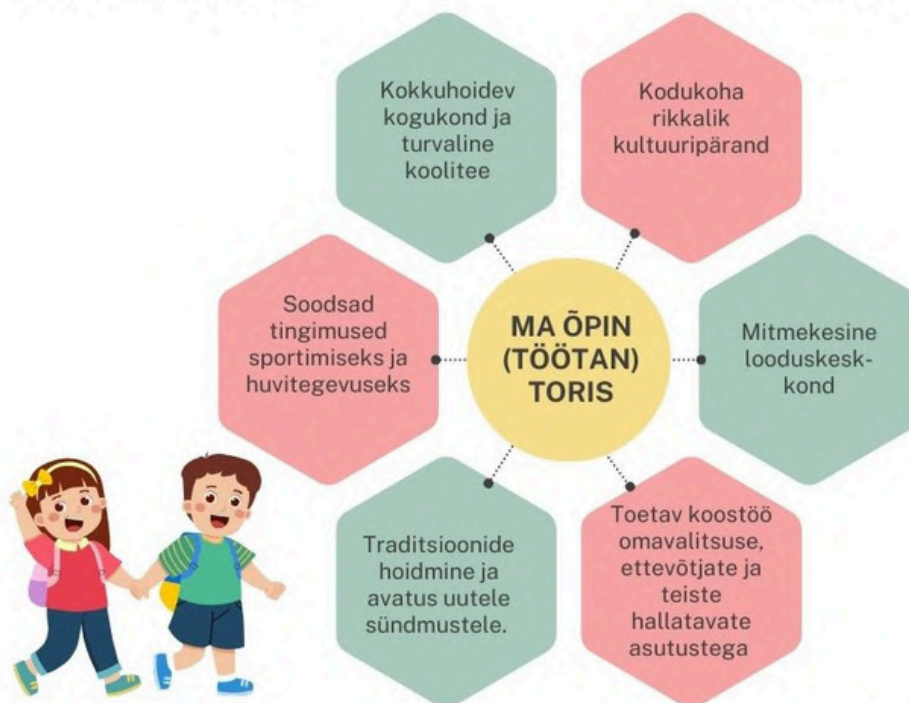 Kokkuhoidev
kogukond ja
turvaline
koolitee
Kodukoha
rikkalik
kultuuripärand
Soodsad
tingimused
sportimiseks ja
huvitegevuseks
MA ÕPIN
(TÖÖTAN)
TORIS
Mitmekesine
looduskesk-
kond
Traditsioonide
hoidmine ja
avatus uutele
sündmustele.
Toetav koostöö
omavalitsuse,
ettevõtjate ja
teiste
hallatavate
asutustega